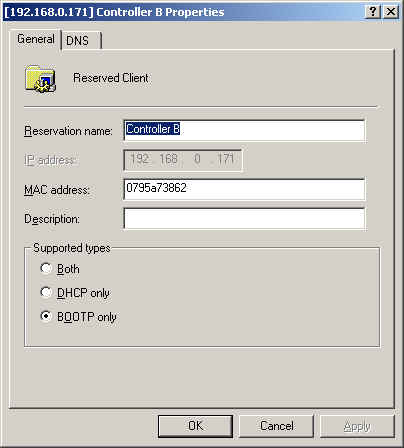 [192.168.0.171] Controller B Properties
General DNS
Reserved Client
Reservation name: Controller B
IP address: 192 . 168 . 0 . 171
MAC address: 0795a73862
Description:
Supported types
Both
DHCP only
BOOTP only
OK Cancel Apply